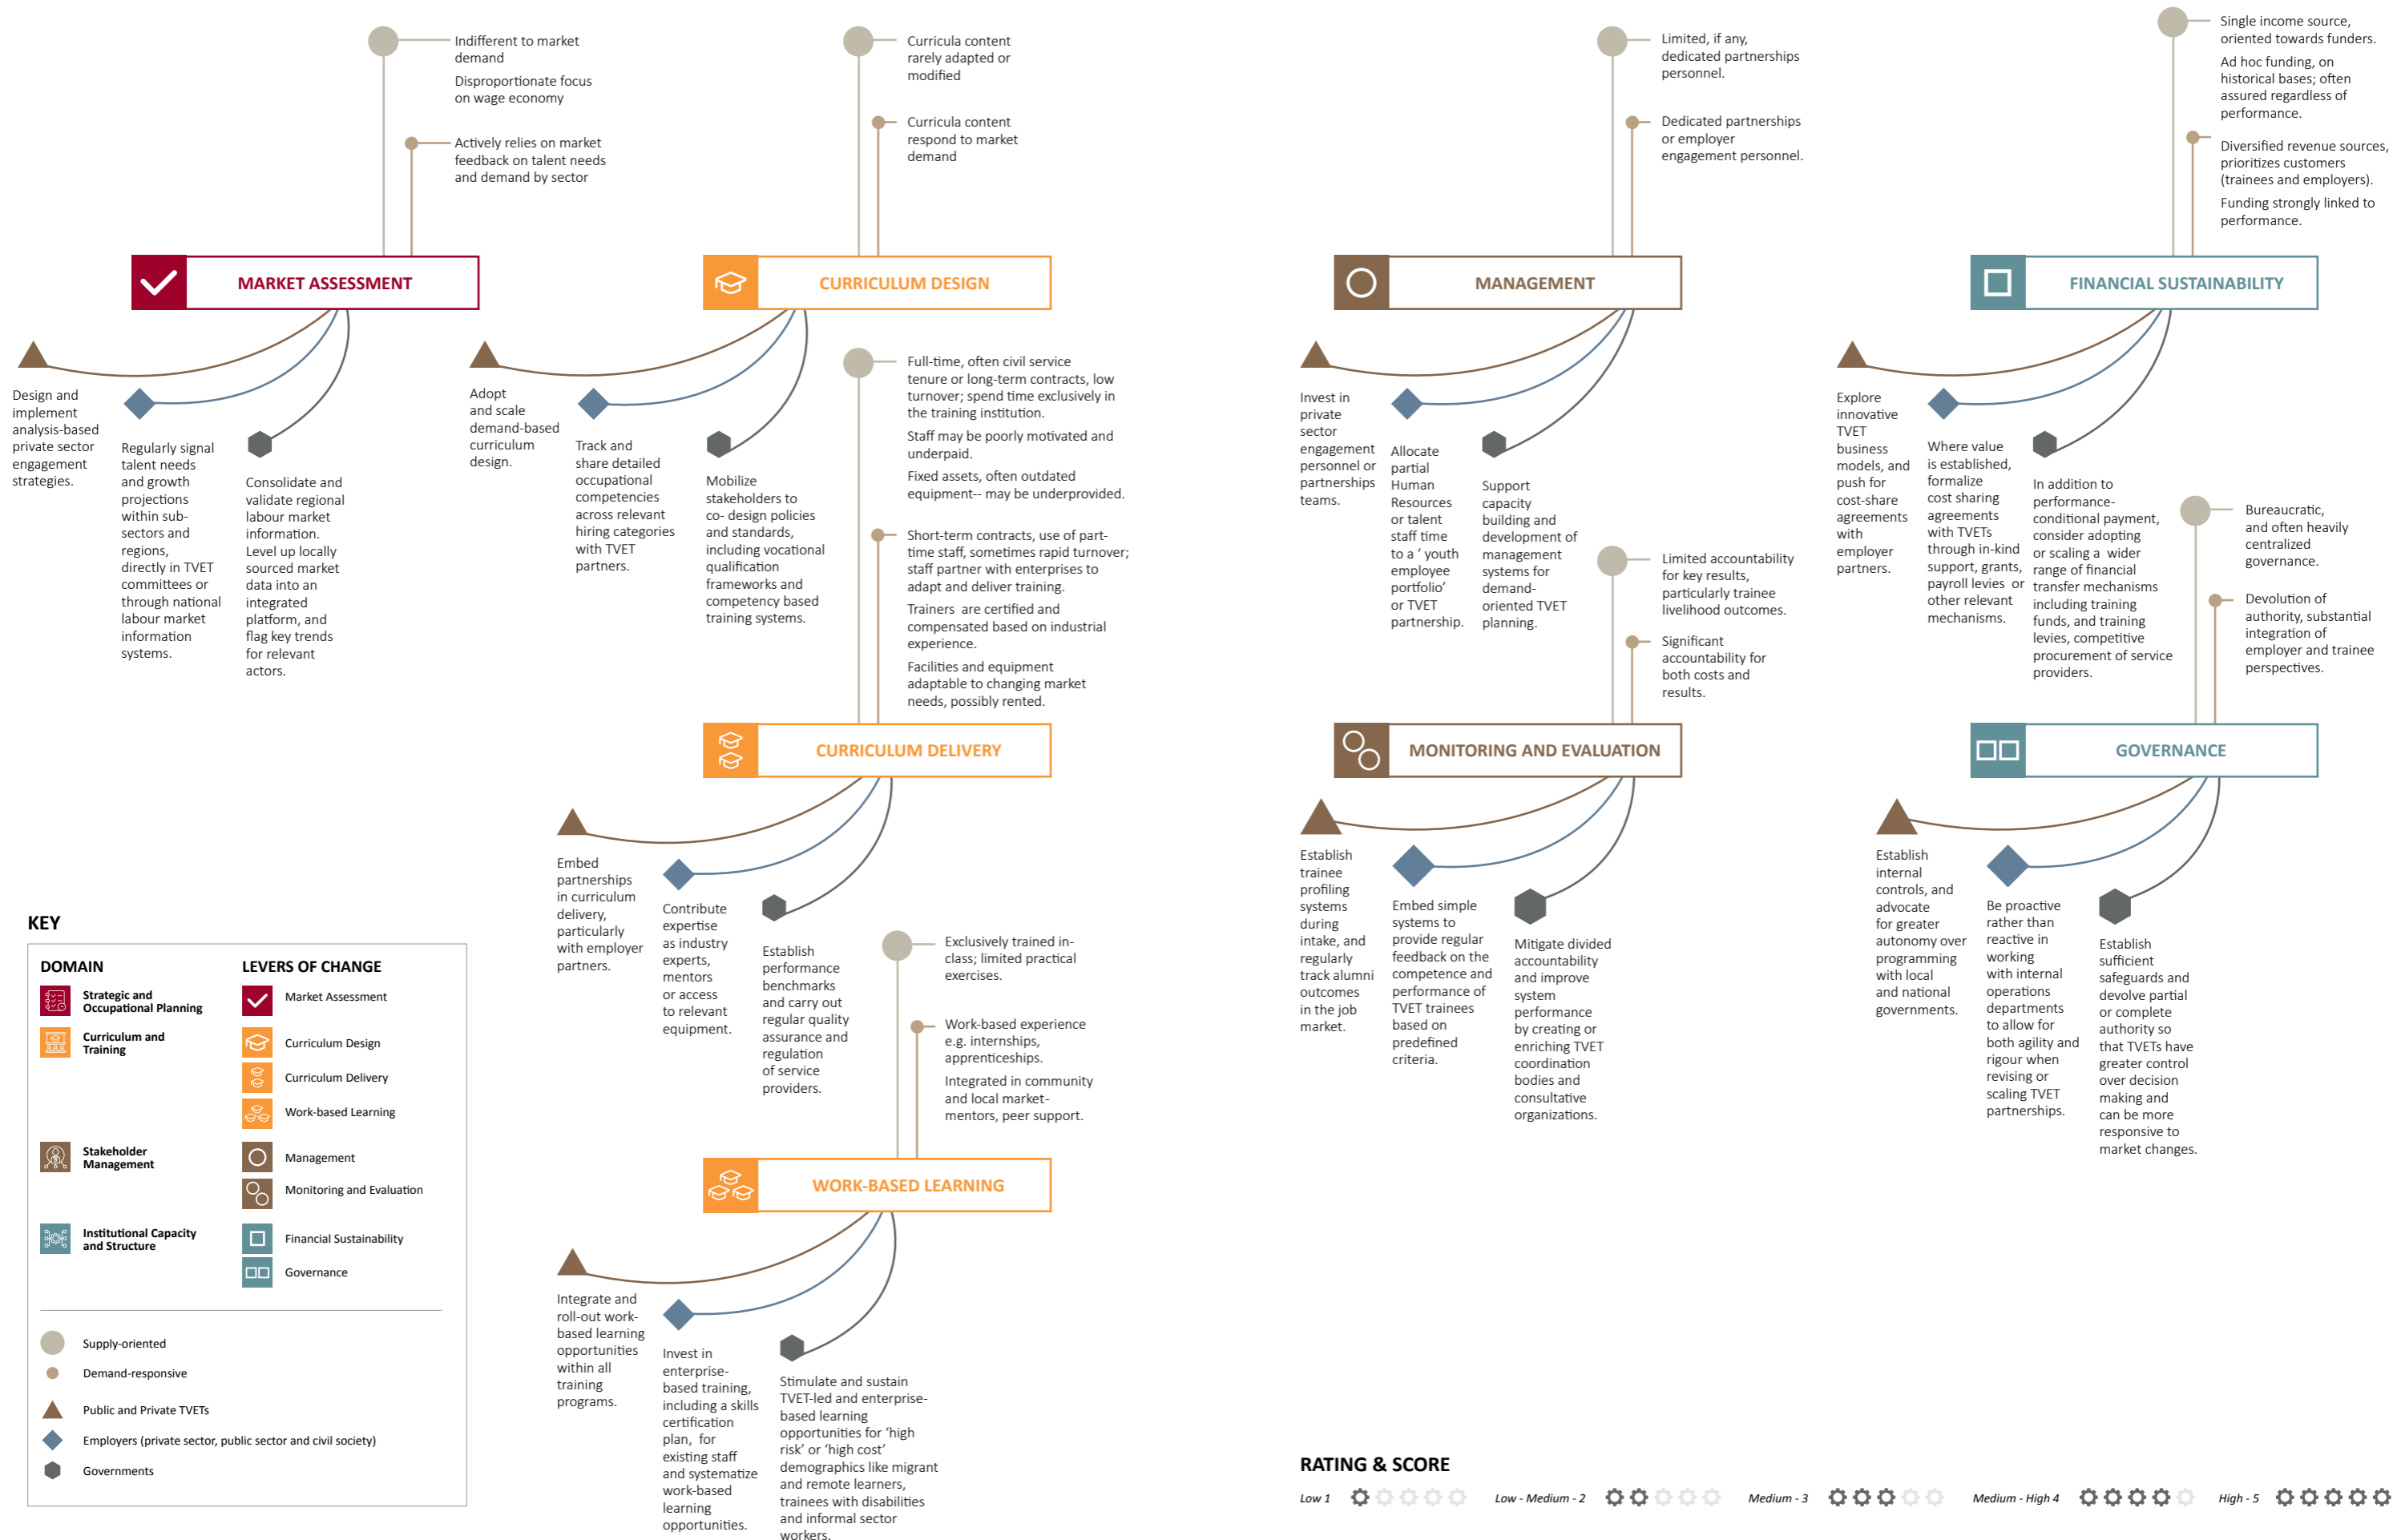 Indifferent to market
demand
Disproportionate focus
on wage economy
Actively relies on market
feedback on talent needs
and demand by sector
MARKET ASSESSMENT
Design and
implement
analysis-based
private sector
engagement
strategies.
Regularly signal
talent needs
and growth
projections
within sub-
sectors and
regions,
directly in TVET
committees or
through national
labour market
information
systems.
Consolidate and
validate regional
labour market
information.
Level up locally
sourced market
data into an
integrated
platform, and
flag key trends
for relevant
actors.
Curricula content
rarely adapted or
modified
Curricula content
respond to market
demand
CURRICULUM DESIGN
Adopt
and scale
demand-based
curriculum
design.
Track and
share detailed
occupational
competencies
across relevant
hiring categories
with TVET
partners.
Mobilize
stakeholders to
co- design policies
and standards,
including vocational
qualification
frameworks and
competency based
training systems.
Full-time, often civil service
tenure or long-term contracts, low
turnover; spend time exclusively in
the training institution.
Staff may be poorly motivated and
underpaid.
Fixed assets, often outdated
equipment-- may be underprovided.
Short-term contracts, use of part-
time staff, sometimes rapid turnover;
staff partner with enterprises to
adapt and deliver training.
Trainers are certified and
compensated based on industrial
experience.
Facilities and equipment
adaptable to changing market
needs, possibly rented.
CURRICULUM DELIVERY
Embed
partnerships
in curriculum
delivery,
particularly
with employer
partners.
Contribute
expertise
as industry
experts,
mentors
or access
to relevant
equipment.
Establish
performance
benchmarks
and carry out
regular quality
assurance and
regulation
of service
providers.
Exclusively trained in-
class; limited practical
exercises.
Work-based experience
e.g. internships,
apprenticeships.
Integrated in community
and local market-
mentors, peer support.
WORK-BASED LEARNING
Integrate and
roll-out work-
based learning
opportunities
within all
training
programs.
Invest in
enterprise-
based training,
including a skills
certification
plan, for
existing staff
and systematize
work-based
learning
opportunities.
Stimulate and sustain
TVET-led and enterprise-
based learning
opportunities for ‘high
risk’ or ‘high cost’
demographics like migrant
and remote learners,
trainees with disabilities
and informal sector
workers.
Limited, if any,
dedicated partnerships
personnel.
Dedicated partnerships
or employer
engagement personnel.
MANAGEMENT
Invest in
private
sector
engagement
personnel or
partnerships
teams.
Allocate
partial
Human
Resources
or talent
staff time
to a ‘ youth
employee
portfolio’
or TVET
partnership.
Support
capacity
building and
development of
management
systems for
demand-
oriented TVET
planning.
Limited accountability
for key results,
particularly trainee
livelihood outcomes.
Significant
accountability for
both costs and
results.
MONITORING AND EVALUATION
Establish
trainee
profiling
systems
during
intake, and
regularly
track alumni
outcomes
in the job
market.
Embed simple
systems to
provide regular
feedback on the
competence and
performance of
TVET trainees
based on
predefined
criteria.
Mitigate divided
accountability
and improve
system
performance
by creating or
enriching TVET
coordination
bodies and
consultative
organizations.
Single income source,
oriented towards funders.
Ad hoc funding, on
historical bases; often
assured regardless of
performance.
Diversified revenue sources,
prioritizes customers
(trainees and employers).
Funding strongly linked to
performance.
FINANCIAL SUSTAINABILITY
Explore
innovative
TVET
business
models, and
push for
cost-share
agreements
with
employer
partners.
Where value
is established,
formalize
cost sharing
agreements
with TVETs
through in-kind
support, grants,
payroll levies or
other relevant
mechanisms.
In addition to
performance-
conditional payment,
consider adopting
or scaling a wider
range of financial
transfer mechanisms
including training
funds, and training
levies, competitive
procurement of service
providers.
Bureaucratic,
and often heavily
centralized
governance.
Devolution of
authority, substantial
integration of
employer and trainee
perspectives.
GOVERNANCE
Establish
internal
controls, and
advocate
for greater
autonomy over
programming
with local
and national
governments.
Be proactive
rather than
reactive in
working
with internal
operations
departments
to allow for
both agility and
rigour when
revising or
scaling TVET
partnerships.
Establish
sufficient
safeguards and
devolve partial
or complete
authority so
that TVETs have
greater control
over decision
making and
can be more
responsive to
market changes.
KEY
DOMAIN
LEVERS OF CHANGE
Strategic and
Occupational Planning
Market Assessment
Curriculum and
Training
Curriculum Design
Curriculum Delivery
Work-based Learning
Stakeholder
Management
Management
Monitoring and Evaluation
Institutional Capacity
and Structure
Financial Sustainability
Governance
Supply-oriented
Demand-responsive
Public and Private TVETs
Employers (private sector, public sector and civil society)
Governments
RATING & SCORE
Low 1
Low - Medium - 2
Medium - 3
Medium - High 4
High - 5